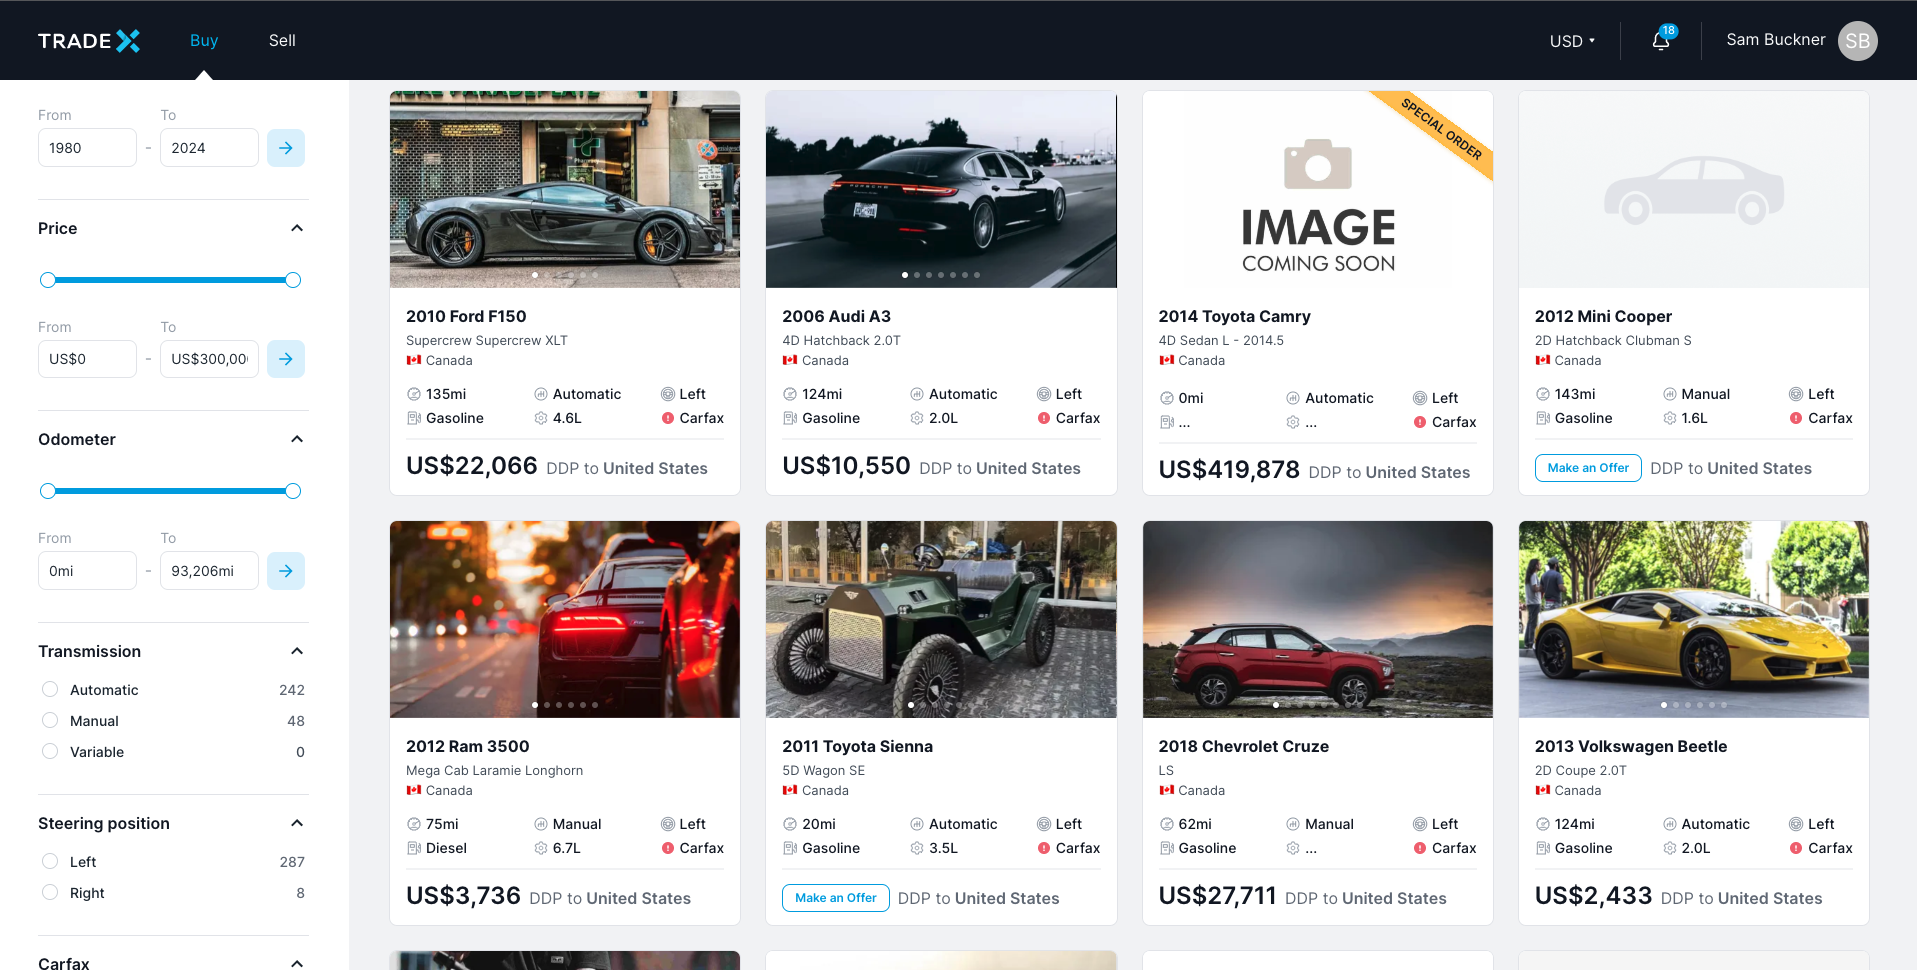 TRADE X
Buy
Sell
USD
18
Sam Buckner
SB
From
To
1980
-
2024
Price
From
To
US$0
-
US$300,00
Odometer
From
To
0mi
-
93,206mi
Transmission
Automatic
242
Manual
48
Variable
0
Steering position
Left
287
Right
8
Carfax
2010 Ford F150
Supercrew Supercrew XLT
Canada
135mi
Automatic
Left
Gasoline
4.6L
Carfax
US$22,066 DDP to United States
PORSCHE
2006 Audi A3
4D Hatchback 2.0T
Canada
124mi
Automatic
Left
Gasoline
2.0L
Carfax
US$10,550 DDP to United States
SPECIAL ORDER
IMAGE
COMING SOON
2014 Toyota Camry
4D Sedan L - 2014.5
Canada
0mi
Automatic
Left
...
...
Carfax
US$419,878 DDP to United States
2012 Mini Cooper
2D Hatchback Clubman S
Canada
143mi
Manual
Left
Gasoline
1.6L
Carfax
Make an Offer DDP to United States
2012 Ram 3500
Mega Cab Laramie Longhorn
Canada
75mi
Manual
Left
Diesel
6.7L
Carfax
US$3,736 DDP to United States
2011 Toyota Sienna
5D Wagon SE
Canada
20mi
Automatic
Left
Gasoline
3.5L
Carfax
Make an Offer DDP to United States
2018 Chevrolet Cruze
LS
Canada
62mi
Manual
Left
Gasoline
...
Carfax
US$27,711 DDP to United States
2013 Volkswagen Beetle
2D Coupe 2.0T
Canada
124mi
Automatic
Left
Gasoline
2.0L
Carfax
US$2,433 DDP to United States